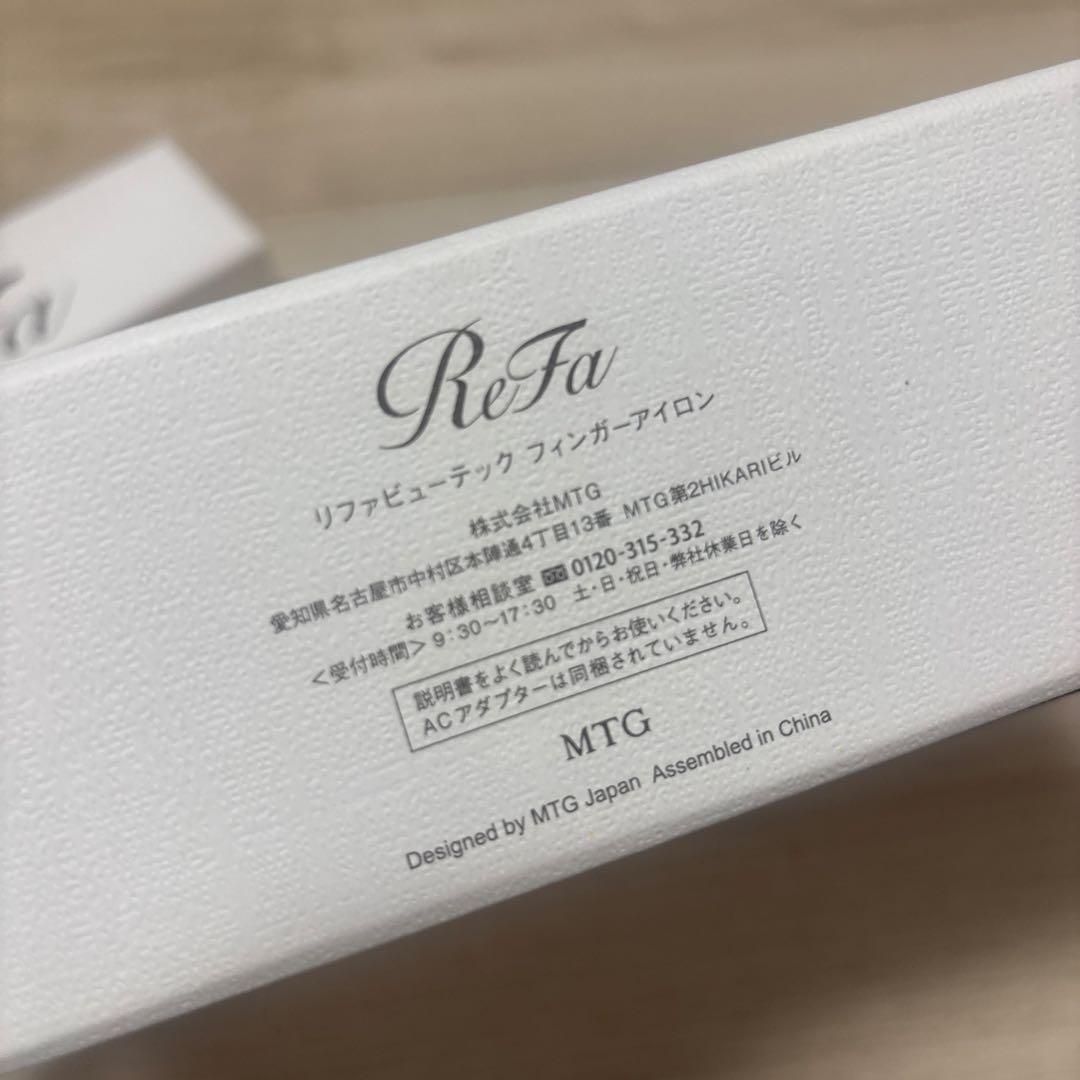 ReFa
リファビューテック フィンガーアイロン
株式会社MTG
愛知県名古屋市中村区本陣通4丁目13番 MTG第2HIKARIビル
お客様相談室 0120-315-332
<受付時間>9:30~17:30 土・日・祝日・弊社休業日を除く
説明書をよく読んでからお使いください。
ACアダプターは同梱されていません。
MTG
Designed by MTG Japan Assembled in China